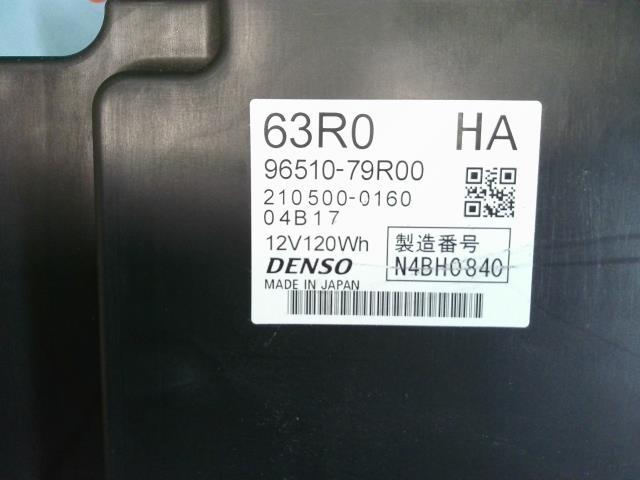 63R0 HA
96510-79R00
210500-0160
04B17
12V120Wh
製造番号
DENSO
N4BH0840
MADE IN JAPAN